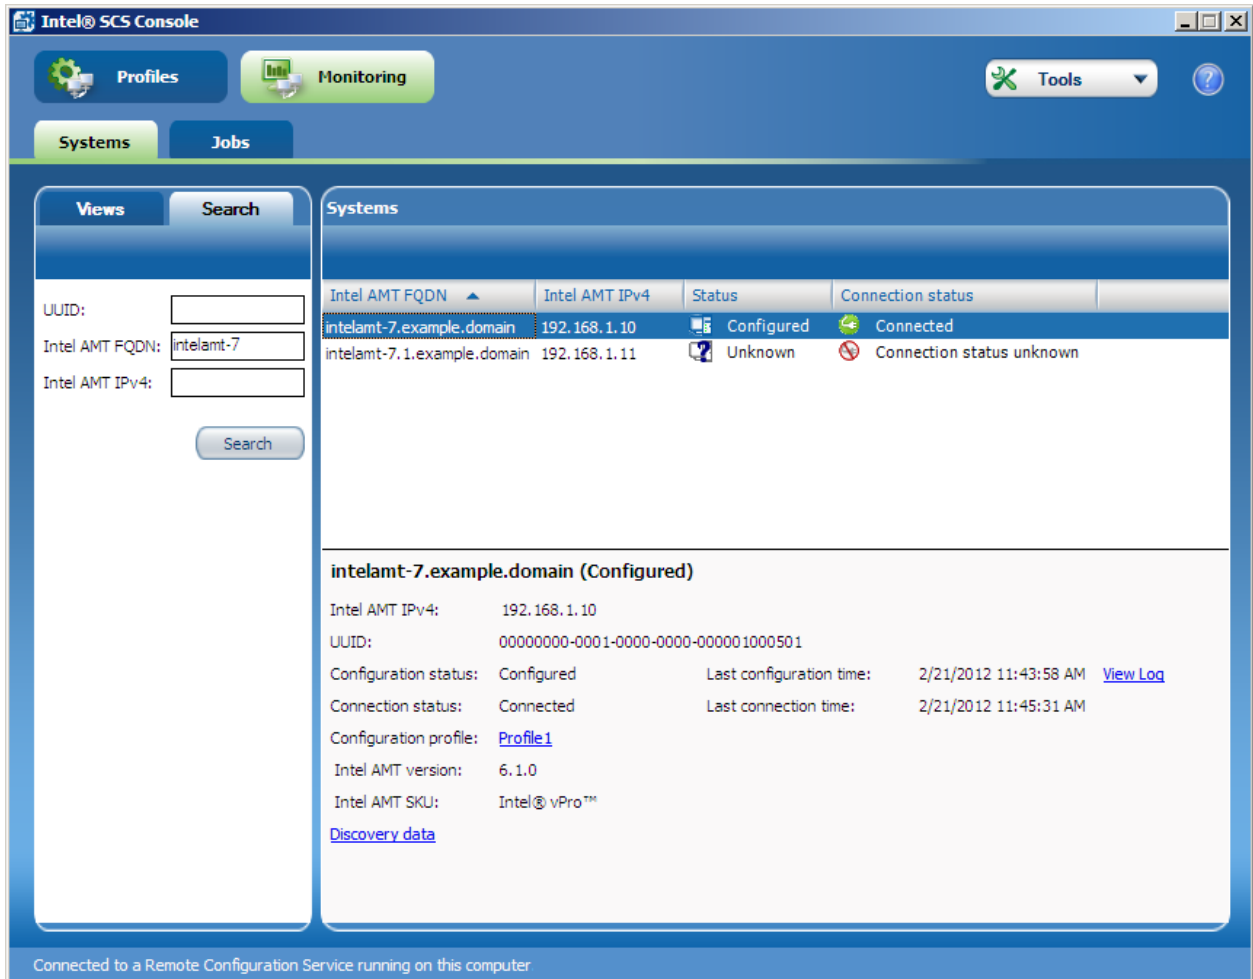 Intel® SCS Console
Profiles
Monitoring
Tools
?
Systems
Jobs
Views
Search
Systems
Intel AMT FQDN
Intel AMT IPv4
Status
Connection status
UUID:
Intel AMT FQDN: intelamt-7
Intel AMT IPv4:
Search
intelamt-7.example.domain 192.168.1.10 Configured Connected
intelamt-7.1.example.domain 192.168.1.11 Unknown Connection status unknown
intelamt-7.example.domain (Configured)
Intel AMT IPv4: 192.168.1.10
UUID: 00000000-0001-0000-0000-000001000501
Configuration status: Configured Last configuration time: 2/21/2012 11:43:58 AM View Log
Connection status: Connected Last connection time: 2/21/2012 11:45:31 AM
Configuration profile: Profile1
Intel AMT version: 6.1.0
Intel AMT SKU: Intel® vPro™
Discovery data
Connected to a Remote Configuration Service running on this computer